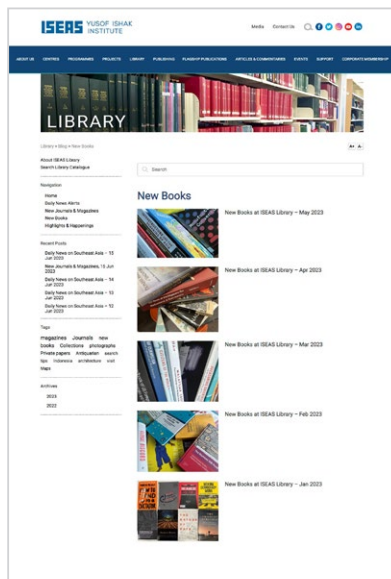 ISEAS YUSOF ISHAK
INSTITUTE
Media Contact Us
ABOUT US CENTRES PROGRAMMES PROJECTS LIBRARY PUBLISHING FLAGSHIP PUBLICATIONS ARTICLES & COMMENTARIES EVENTS SUPPORT CORPORATE MEMBERSHIP
LIBRARY
Library » Blog » New Books
A+ A-
About ISEAS Library
Search Library Catalogue
Search
Navigation
Home
Daily News Alerts
New Journals & Magazines
New Books
Highlights & Happenings
Recent Posts
Daily News on Southeast Asia –
Jun 2023
New Journals & Magazines, 15 Jun
2023
Daily News on Southeast Asia – 14
Jun 2023
Daily News on Southeast Asia – 13
Jun 2023
Daily News on Southeast Asia – 12
Jun 2023
Tags
magazines Journals new
books Collections photographs
Private papers Antiquarian search
tips Indonesia architecture visit
Maps
Archives
2023
2022
New Books
New Books at ISEAS Library – May 2023
New Books at ISEAS Library – Apr 2023
New Books at ISEAS Library – Mar 2023
New Books at ISEAS Library – Feb 2023
New Books at ISEAS Library – Jan 2023